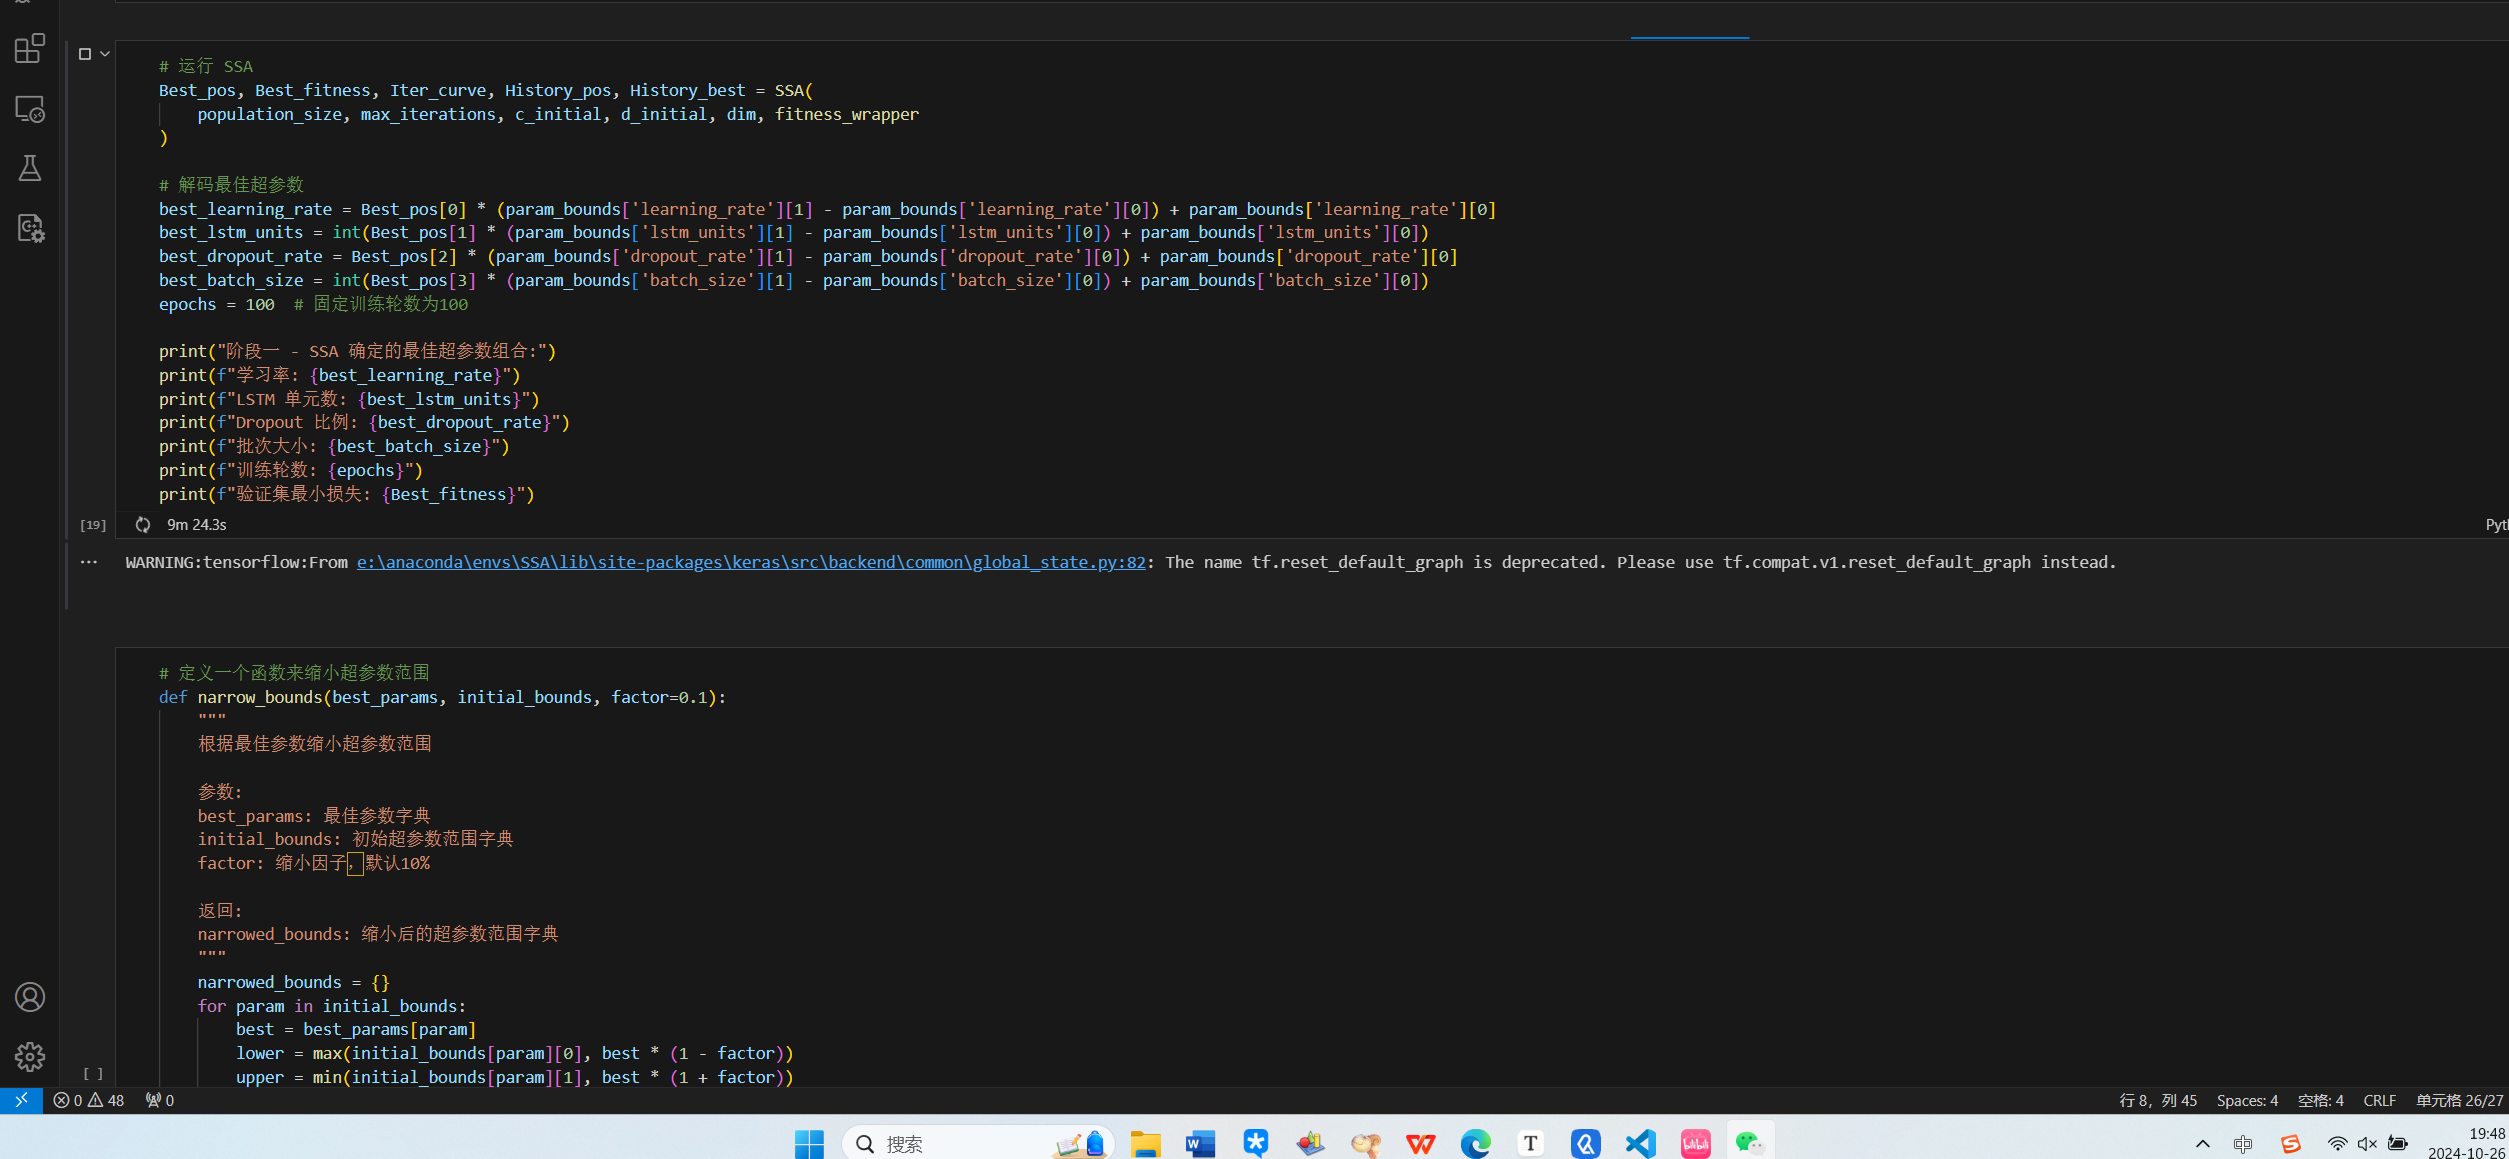 # 运行 SSA
Best_pos, Best_fitness, Iter_curve, History_pos, History_best = SSA(
    population_size, max_iterations, c_initial, d_initial, dim, fitness_wrapper
)
# 解码最佳超参数
best_learning_rate = Best_pos[0] * (param_bounds['learning_rate'][1] - param_bounds['learning_rate'][0]) + param_bounds['learning_rate'][0]
best_lstm_units = int(Best_pos[1] * (param_bounds['lstm_units'][1] - param_bounds['lstm_units'][0]) + param_bounds['lstm_units'][0])
best_dropout_rate = Best_pos[2] * (param_bounds['dropout_rate'][1] - param_bounds['dropout_rate'][0]) + param_bounds['dropout_rate'][0]
best_batch_size = int(Best_pos[3] * (param_bounds['batch_size'][1] - param_bounds['batch_size'][0]) + param_bounds['batch_size'][0])
epochs = 100  # 固定训练轮数为100
print("阶段一 - SSA 确定的最佳超参数组合:")
print(f"学习率: {best_learning_rate}")
print(f"LSTM 单元数: {best_lstm_units}")
print(f"Dropout 比例: {best_dropout_rate}")
print(f"批次大小: {best_batch_size}")
print(f"训练轮数: {epochs}")
print(f"验证集最小损失: {Best_fitness}")
[19] 9m 24.3s
WARNING:tensorflow:From e:\anaconda\envs\SSA\lib\site-packages\keras\src\backend\common\global_state.py:82: The name tf.reset_default_graph is deprecated. Please use tf.compat.v1.reset_default_graph instead.
# 定义一个函数来缩小超参数范围
def narrow_bounds(best_params, initial_bounds, factor=0.1):
    """
    根据最佳参数缩小超参数范围
    参数:
    best_params: 最佳参数字典
    initial_bounds: 初始超参数范围字典
    factor: 缩小因子，默认10%
    返回:
    narrowed_bounds: 缩小后的超参数范围字典
    """
    narrowed_bounds = {}
    for param in initial_bounds:
        best = best_params[param]
        lower = max(initial_bounds[param][0], best * (1 - factor))
        upper = min(initial_bounds[param][1], best * (1 + factor))
[ ]
0 48 0 行 8，列 45 Spaces: 4 空格: 4 CRLF 单元格 26/27
搜索 W T bilibili 中 S 19:48
2024-10-26